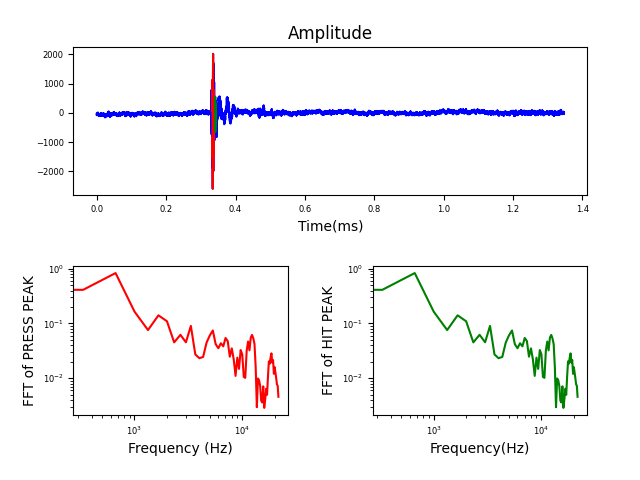 Amplitude
2000
1000
0
−1000
−2000
0.0 0.2 0.4 0.6 0.8 1.0 1.2 1.4
Time(ms)
FFT of PRESS PEAK
10⁰
10⁻¹
10⁻²
10³ 10⁴
Frequency (Hz)
FFT of HIT PEAK
10⁰
10⁻¹
10⁻²
10³ 10⁴
Frequency(Hz)